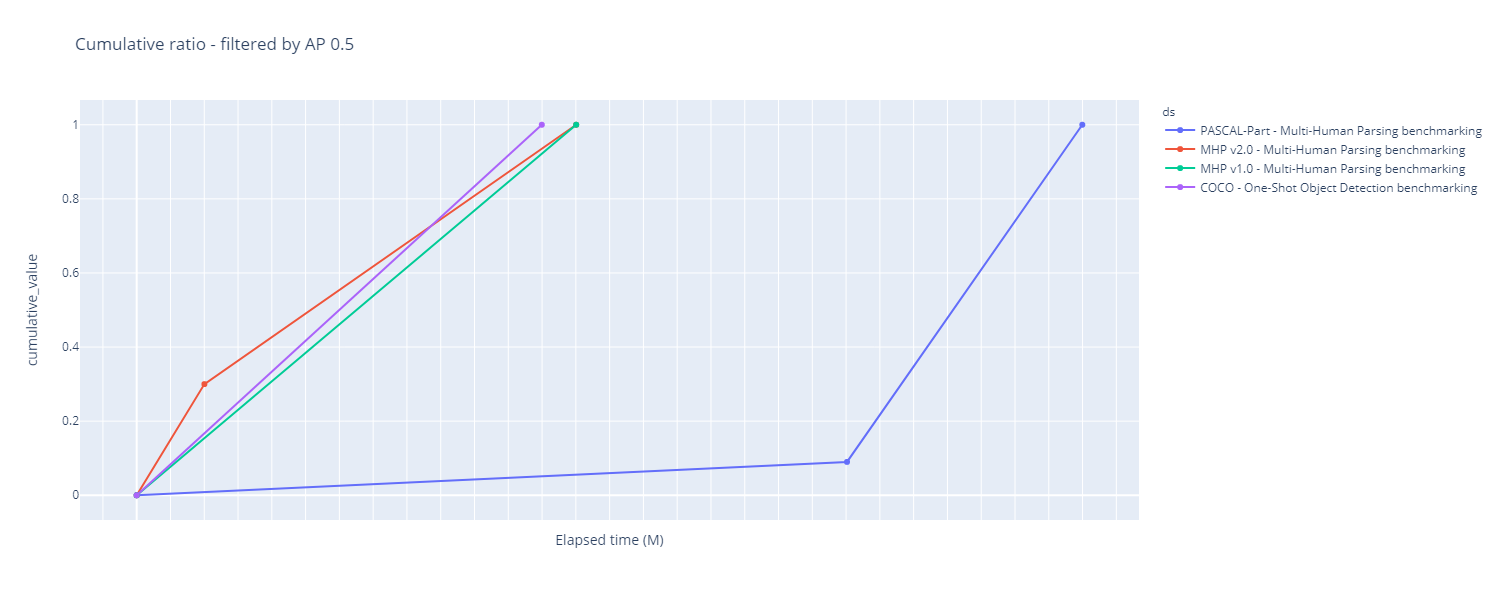 Cumulative ratio - filtered by AP 0.5
ds
PASCAL-Part - Multi-Human Parsing benchmarking
MHP v2.0 - Multi-Human Parsing benchmarking
MHP v1.0 - Multi-Human Parsing benchmarking
COCO - One-Shot Object Detection benchmarking
1
0.8
0.6
0.4
0.2
0
cumulative_value
Elapsed time (M)